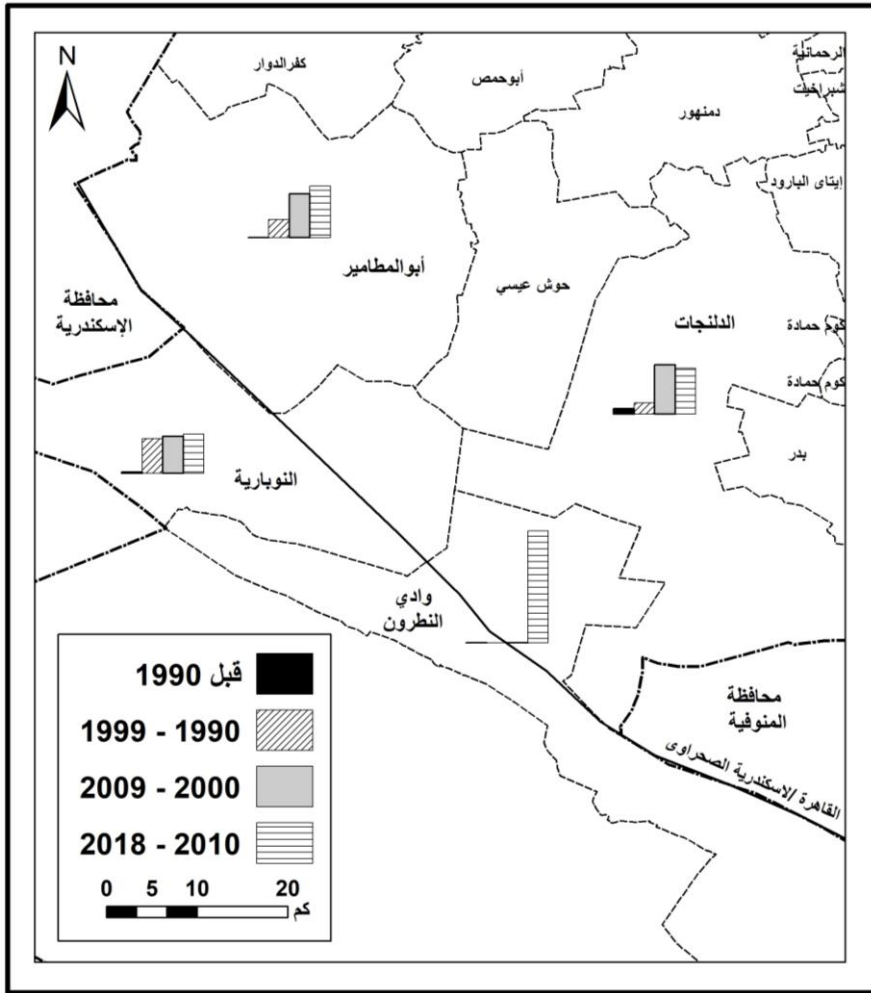 N
كفرالدوار
أبوحمص
الرحمانية
شبراخيت
دمنهور
إيتاى البارود
أبوالمطامير
حوش عيسي
الدلنجات
محافظة
الإسكندرية
كوم حمادة
كوم حمادة
بدر
النوبارية
وادي
النطرون
محافظة
المنوفية
القاهرة /لاسكندرية الصحراوى
قبل 1990
1990 - 1999
2000 - 2009
2010 - 2018
0 5 10 20
كم